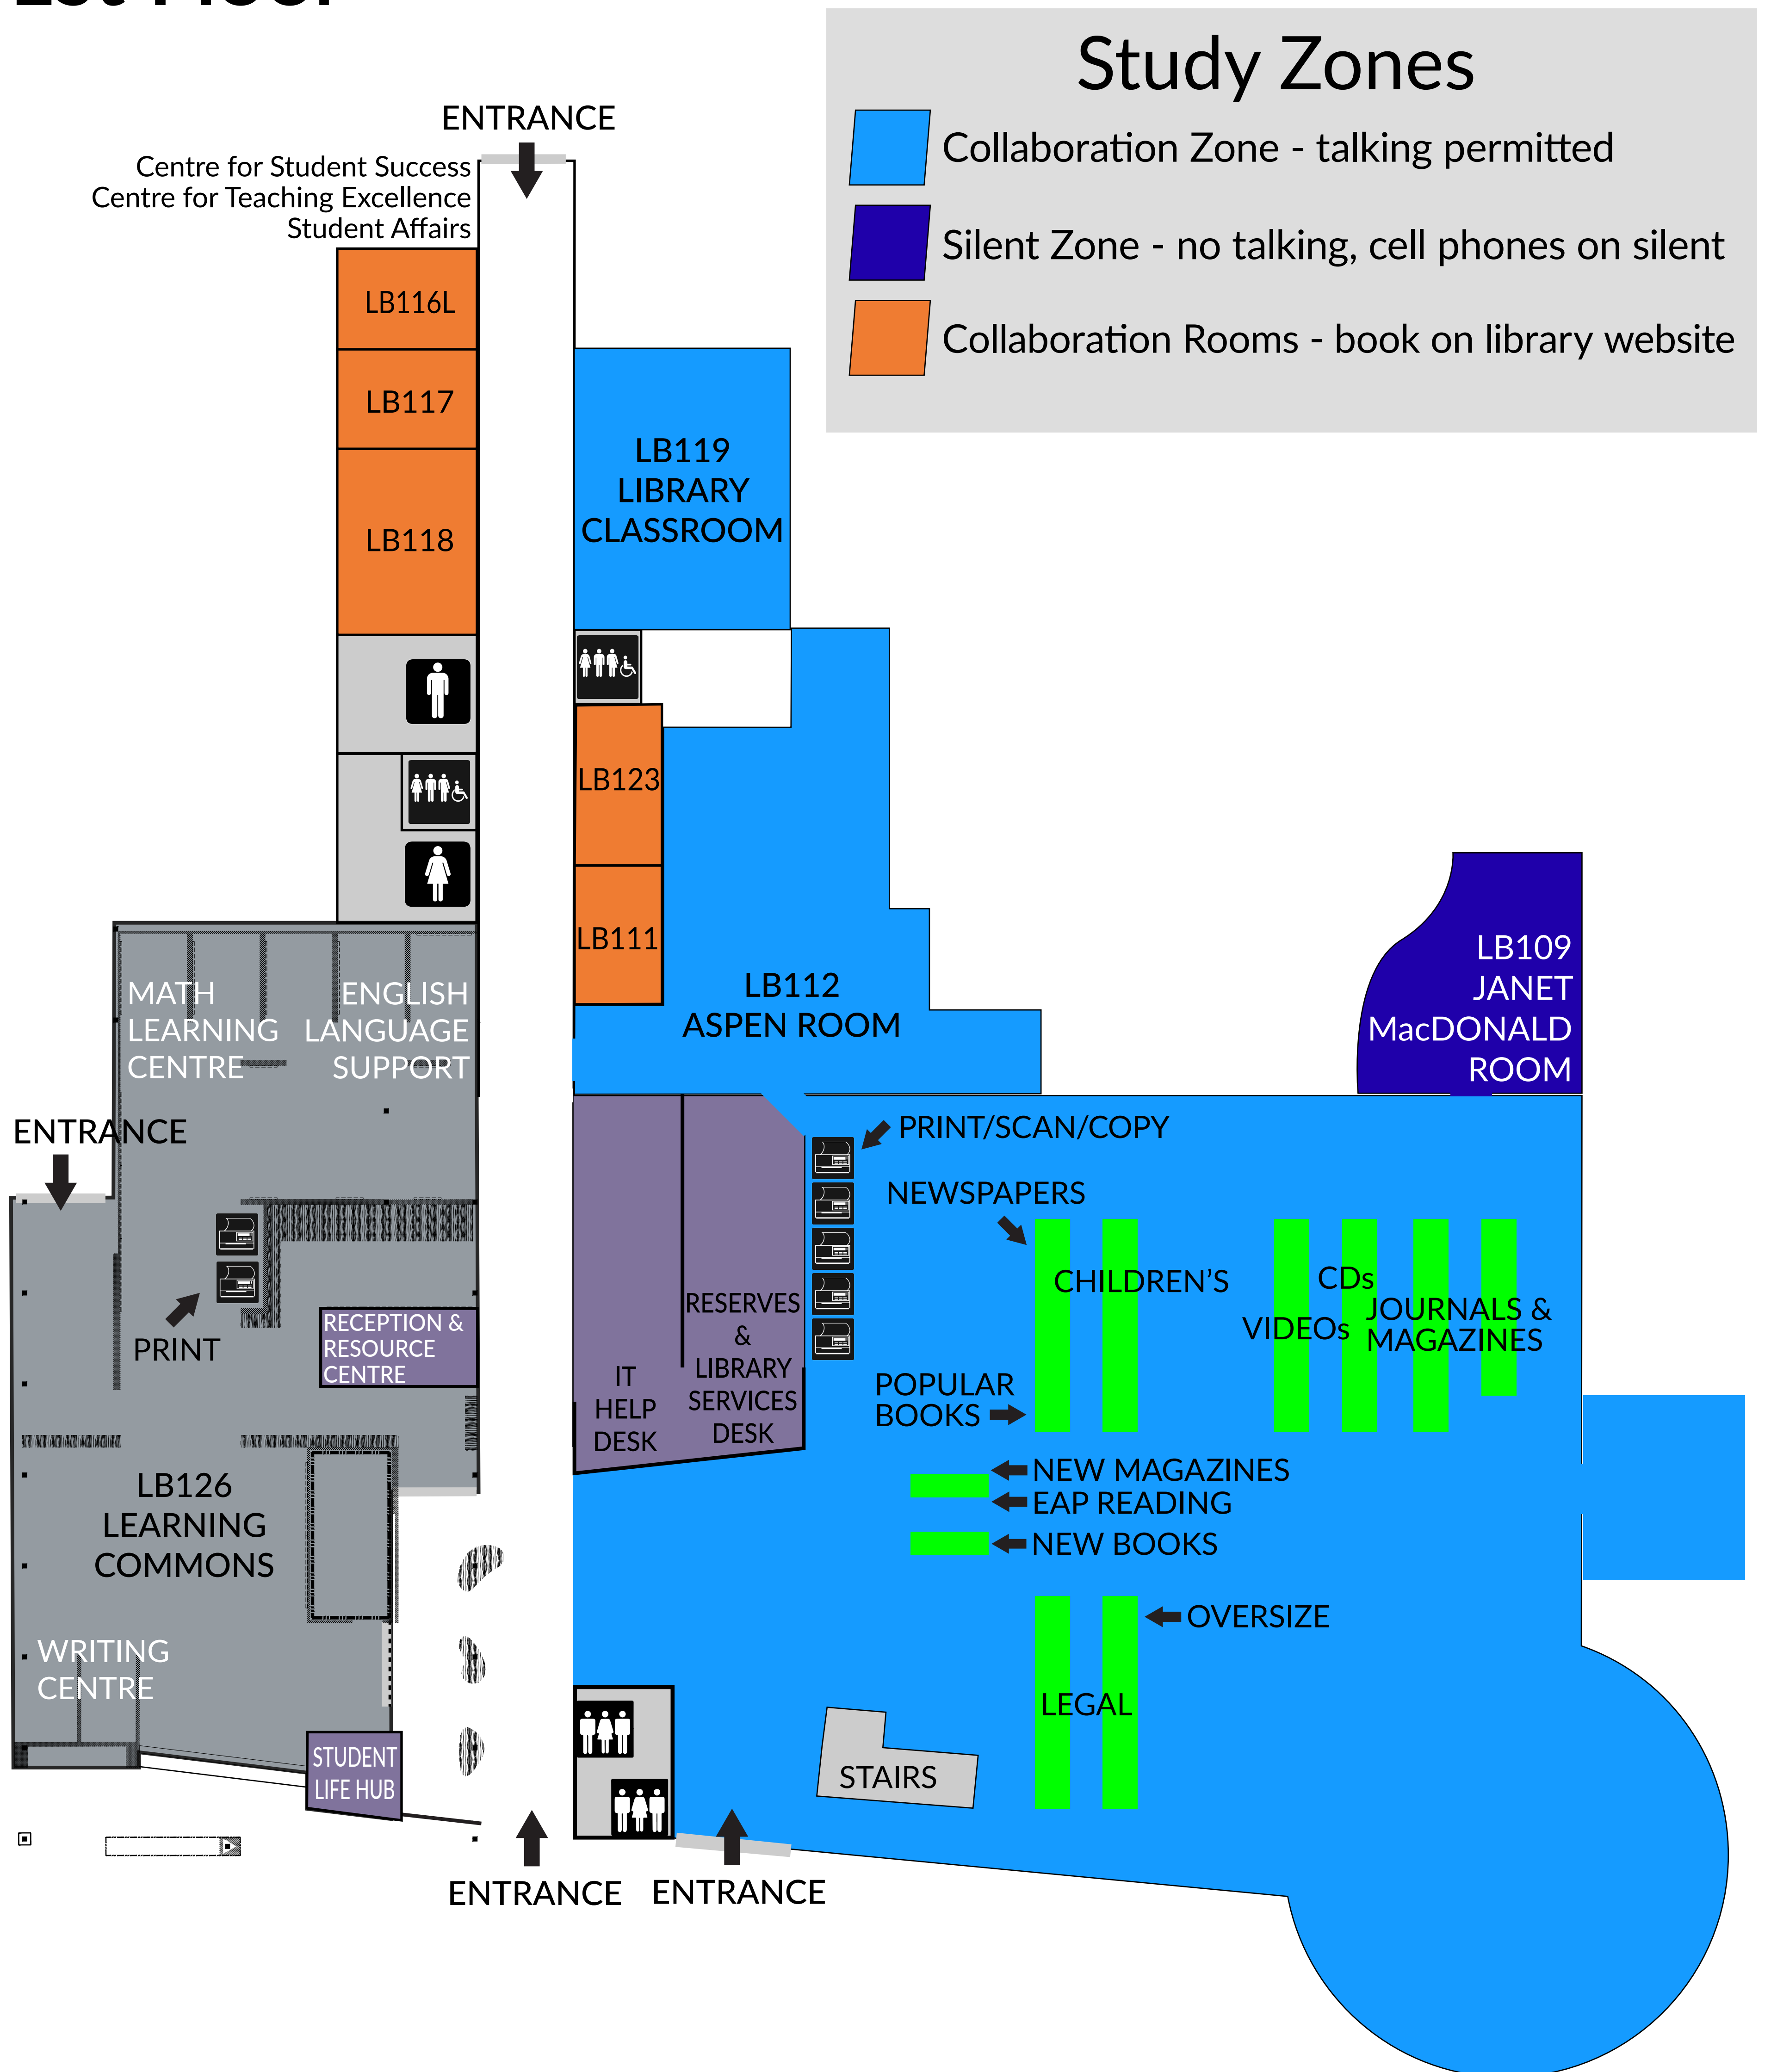 1st Floor
Study Zones
Collaboration Zone - talking permitted
Silent Zone - no talking, cell phones on silent
Collaboration Rooms - book on library website
ENTRANCE
Centre for Student Success
Centre for Teaching Excellence
Student Affairs
LB116L
LB117
LB118
LB119
LIBRARY
CLASSROOM
LB123
LB111
LB112
ASPEN ROOM
LB109
JANET
MacDONALD
ROOM
MATH
LEARNING
CENTRE
ENGLISH
LANGUAGE
SUPPORT
ENTRANCE
PRINT
RECEPTION &
RESOURCE
CENTRE
IT
HELP
DESK
RESERVES
&
LIBRARY
SERVICES
DESK
PRINT/SCAN/COPY
NEWSPAPERS
CHILDREN'S
CDs
VIDEOs
JOURNALS &
MAGAZINES
POPULAR
BOOKS
NEW MAGAZINES
EAP READING
NEW BOOKS
OVERSIZE
LEGAL
STAIRS
LB126
LEARNING
COMMONS
WRITING
CENTRE
STUDENT
LIFE HUB
ENTRANCE
ENTRANCE